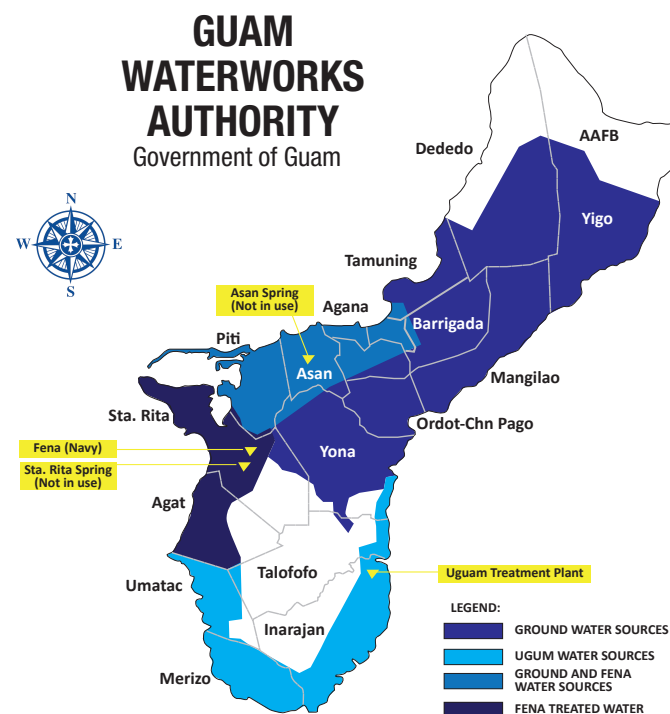 GUAM
WATERWORKS
AUTHORITY
Government of Guam
N
W
E
S
AAFB
Dededo
Yigo
Tamuning
Asan Spring
(Not in use)
Agana
Barrigada
Piti
Asan
Mangilao
Sta. Rita
Ordot-Chn Pago
Fena (Navy)
Yona
Sta. Rita Spring
(Not in use)
Agat
Talofofo
Uguam Treatment Plant
Umatac
Inarajan
Merizo
LEGEND:
GROUND WATER SOURCES
UGUM WATER SOURCES
GROUND AND FENA
WATER SOURCES
FENA TREATED WATER